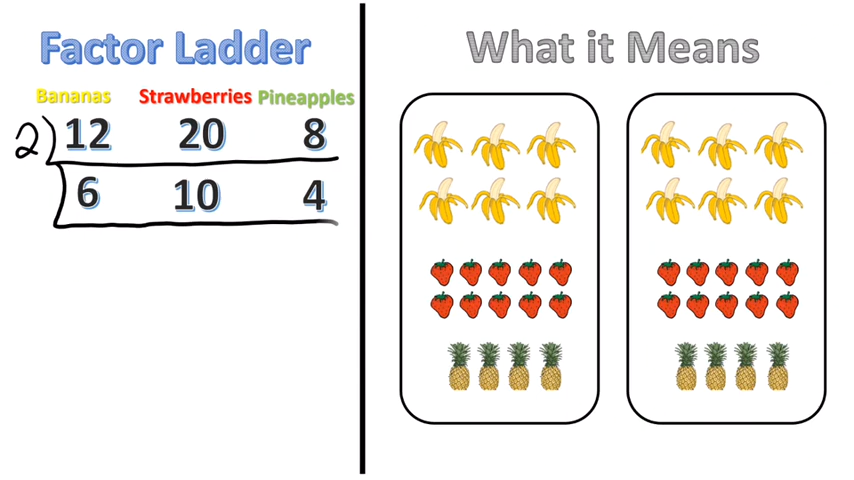 Factor Ladder
Bananas Strawberries Pineapples
2 12 20 8
6 10 4
What it Means